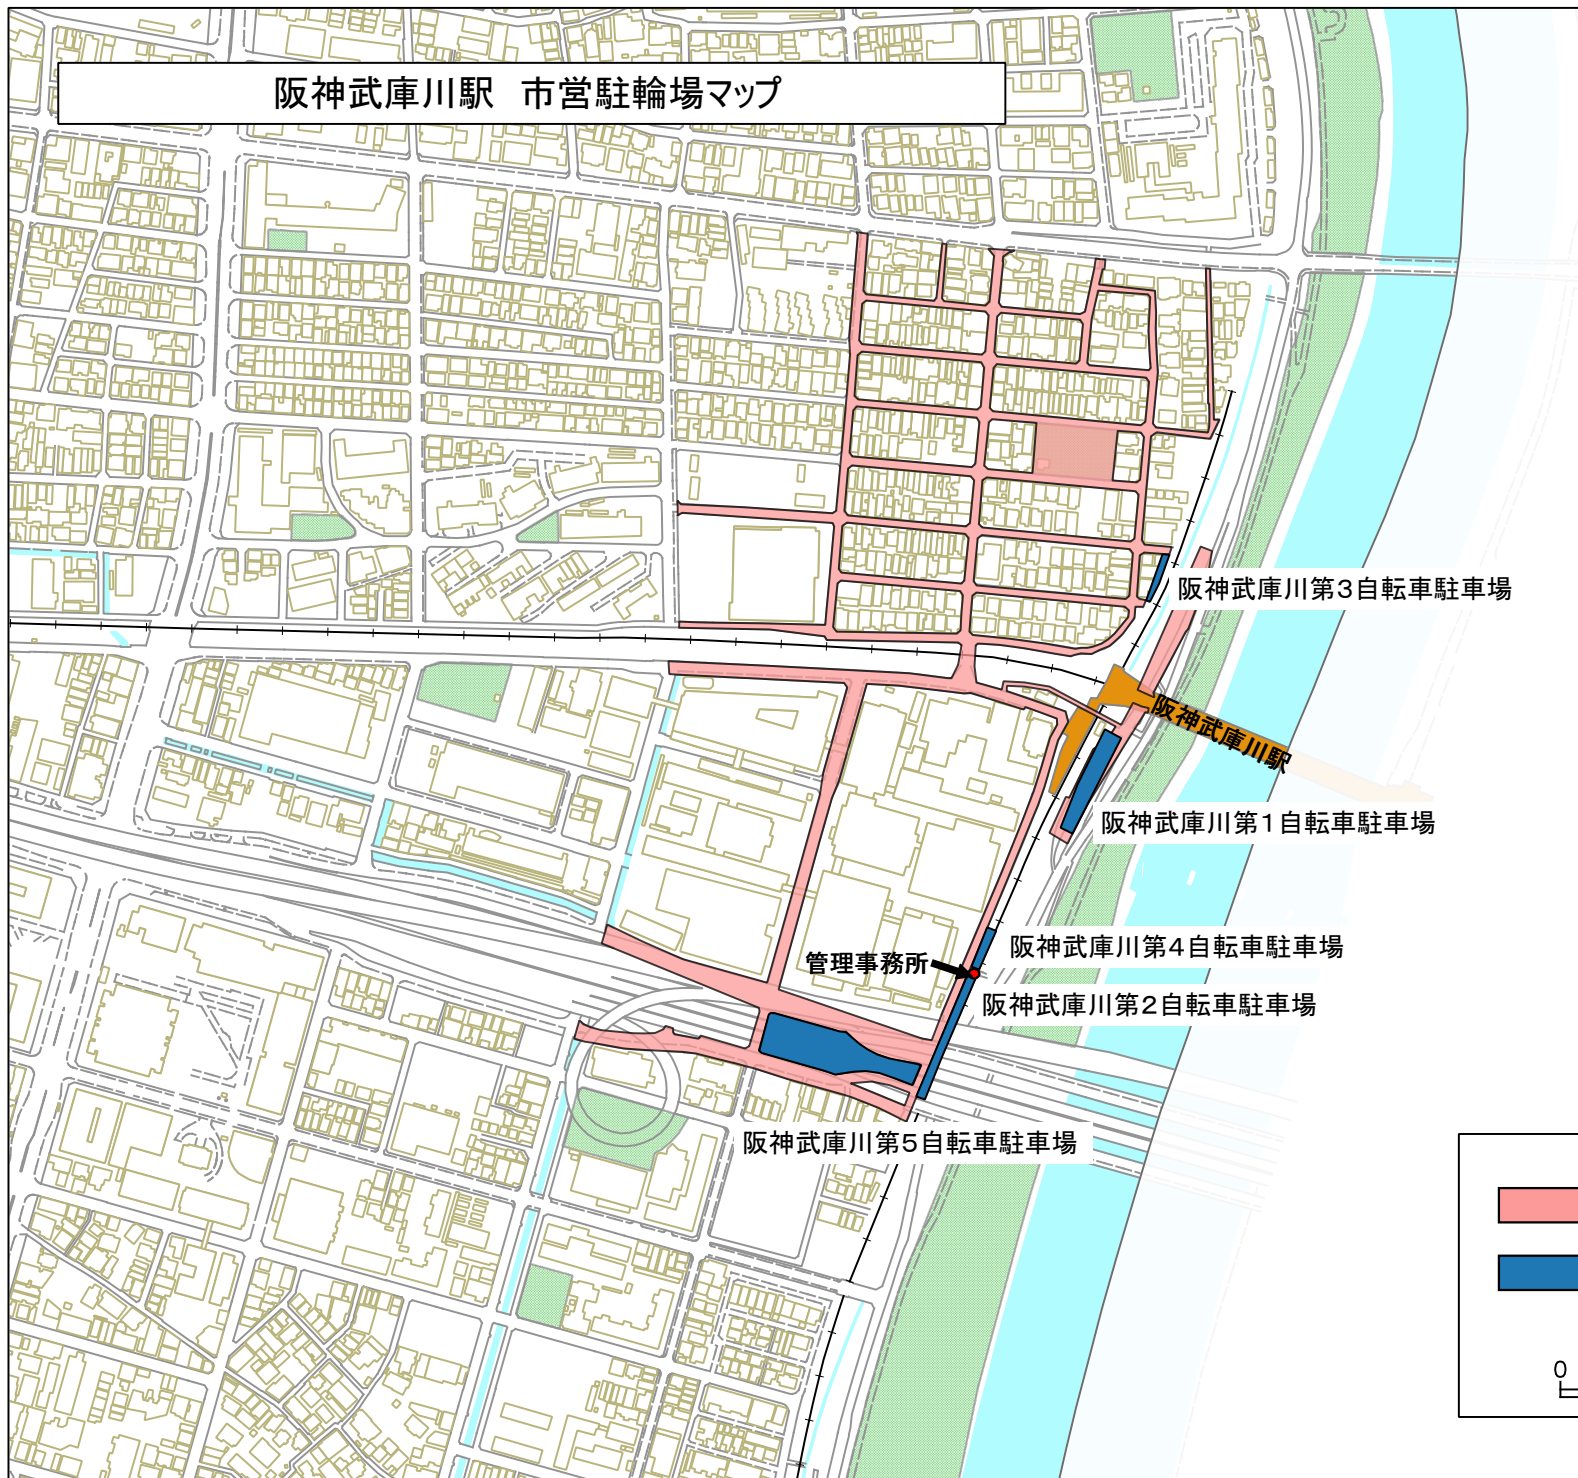 阪神武庫川駅　市営駐輪場マップ
阪神武庫川第３自転車駐車場
阪神武庫川駅
阪神武庫川第１自転車駐車場
阪神武庫川第４自転車駐車場
管理事務所
阪神武庫川第２自転車駐車場
阪神武庫川第５自転車駐車場
0